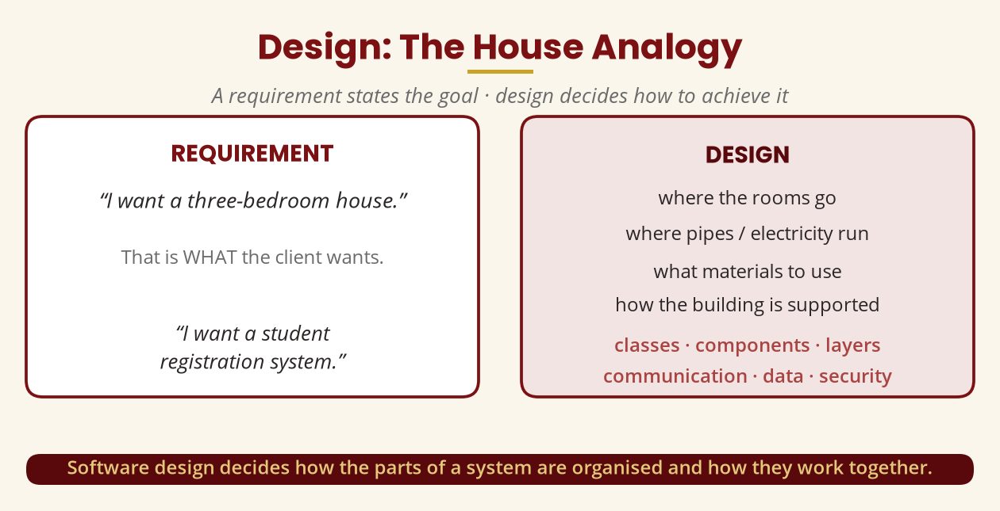 Design: The House Analogy
A requirement states the goal · design decides how to achieve it
REQUIREMENT
“I want a three-bedroom house.”
That is WHAT the client wants.
“I want a student
registration system.”
DESIGN
where the rooms go
where pipes / electricity run
what materials to use
how the building is supported
classes · components · layers
communication · data · security
Software design decides how the parts of a system are organised and how they work together.